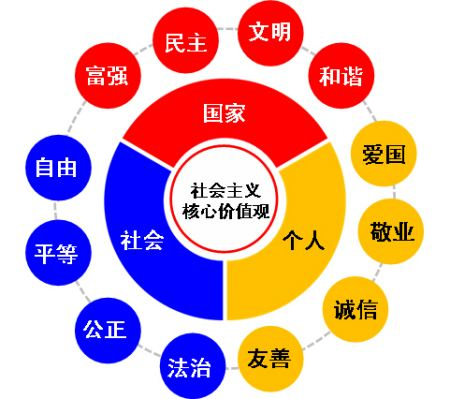 文明
民主
和谐
富强
国家
爱国
自由
社会主义
核心价值观
敬业
社会
个人
平等
诚信
公正
友善
法治